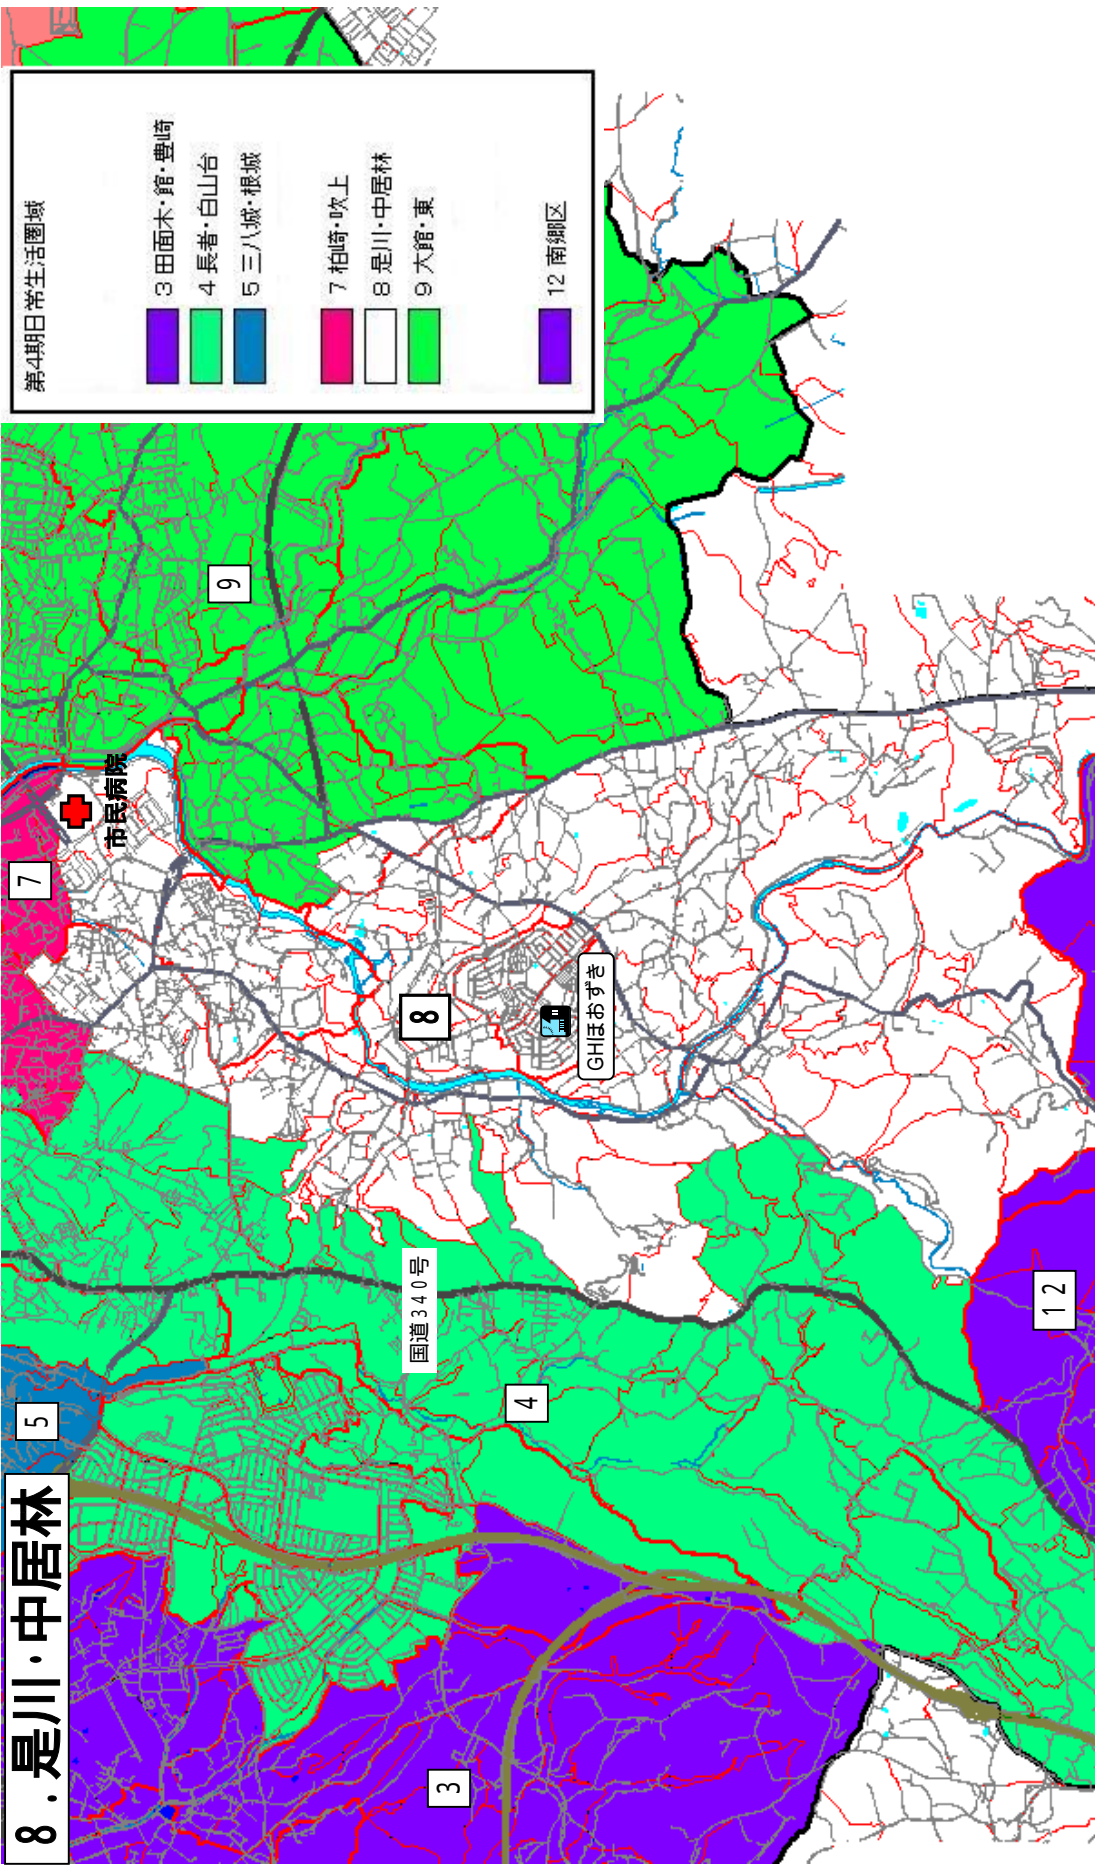 8．是川・中居林
第4期日常生活圏域
3 田面木・館・豊崎
4 長者・白山台
5 三八城・根城
7 柏崎・吹上
8 是川・中居林
9 大館・東
12 南郷区
5
7
市民病院
9
国道340号
8
4
GHほおずき
3
12